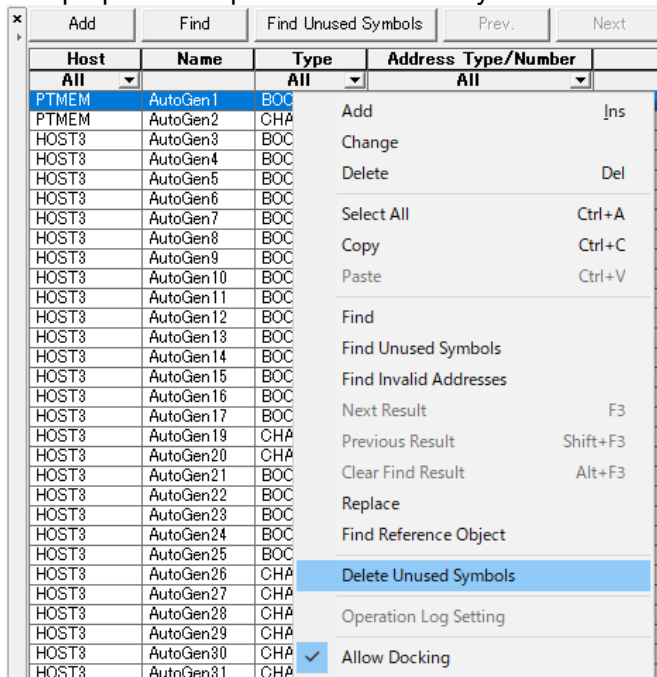 Add Find Find Unused Symbols Prev. Next
Host Name Type Address Type/Number
All All All
PTMEM AutoGen1 BOC
PTMEM AutoGen2 CHA
HOST3 AutoGen3 BOC
HOST3 AutoGen4 BOC
HOST3 AutoGen5 BOC
HOST3 AutoGen6 BOC
HOST3 AutoGen7 BOC
HOST3 AutoGen8 BOC
HOST3 AutoGen9 BOC
HOST3 AutoGen10 BOC
HOST3 AutoGen11 BOC
HOST3 AutoGen12 BOC
HOST3 AutoGen13 BOC
HOST3 AutoGen14 BOC
HOST3 AutoGen15 BOC
HOST3 AutoGen16 BOC
HOST3 AutoGen17 BOC
HOST3 AutoGen19 CHA
HOST3 AutoGen20 CHA
HOST3 AutoGen21 BOC
HOST3 AutoGen22 BOC
HOST3 AutoGen23 BOC
HOST3 AutoGen24 BOC
HOST3 AutoGen25 BOC
HOST3 AutoGen26 CHA
HOST3 AutoGen27 CHA
HOST3 AutoGen28 CHA
HOST3 AutoGen29 CHA
HOST3 AutoGen30 CHA
HOST3 AutoGen31 CHA
Add Ins
Change
Delete Del
Select All Ctrl+A
Copy Ctrl+C
Paste Ctrl+V
Find
Find Unused Symbols
Find Invalid Addresses
Next Result F3
Previous Result Shift+F3
Clear Find Result Alt+F3
Replace
Find Reference Object
Delete Unused Symbols
Operation Log Setting
Allow Docking